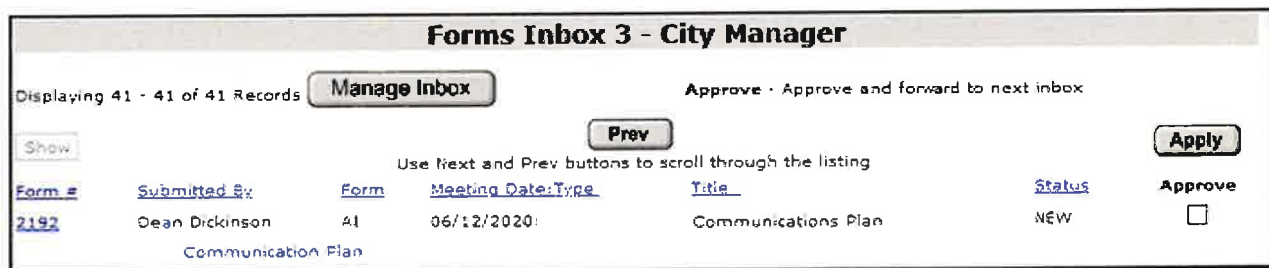 Forms Inbox 3 - City Manager
Displaying 41 - 41 of 41 Records Manage Inbox Approve - Approve and forward to next inbox
Show Prev Apply
Use Next and Prev buttons to scroll through the listing
Form # Submitted By Form Meeting Date:Type Title Status Approve
2192 Dean Dickinson AI 06/12/2020: Communications Plan NEW
Communication Plan